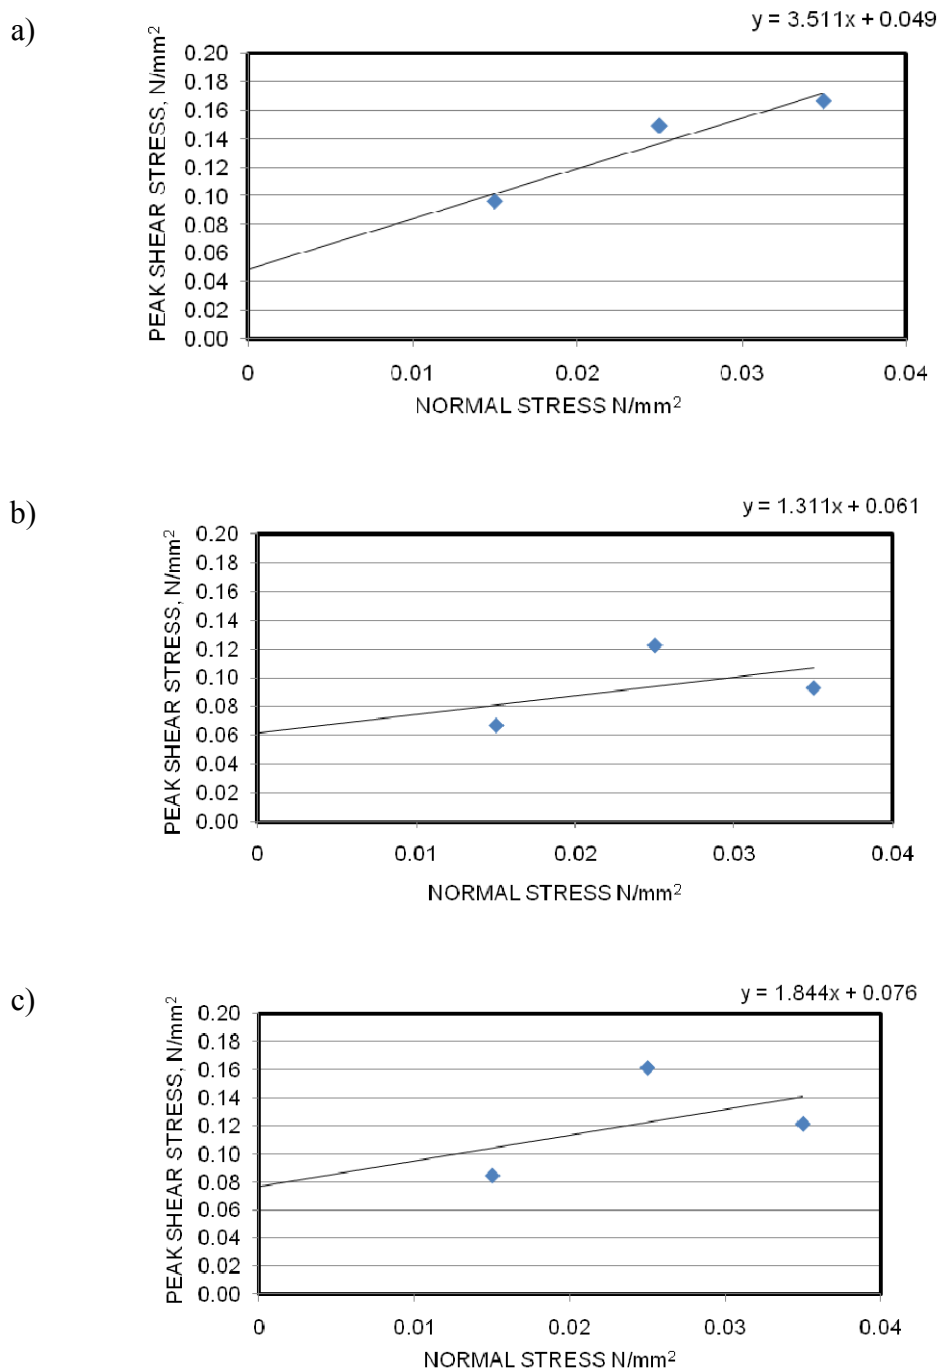 a)
y = 3.511x + 0.049
PEAK SHEAR STRESS, N/mm²
0.20
0.18
0.16
0.14
0.12
0.10
0.08
0.06
0.04
0.02
0.00
0 0.01 0.02 0.03 0.04
NORMAL STRESS N/mm²
b)
y = 1.311x + 0.061
PEAK SHEAR STRESS, N/mm²
0.20
0.18
0.16
0.14
0.12
0.10
0.08
0.06
0.04
0.02
0.00
0 0.01 0.02 0.03 0.04
NORMAL STRESS N/mm²
c)
y = 1.844x + 0.076
PEAK SHEAR STRESS, N/mm²
0.20
0.18
0.16
0.14
0.12
0.10
0.08
0.06
0.04
0.02
0.00
0 0.01 0.02 0.03 0.04
NORMAL STRESS N/mm²